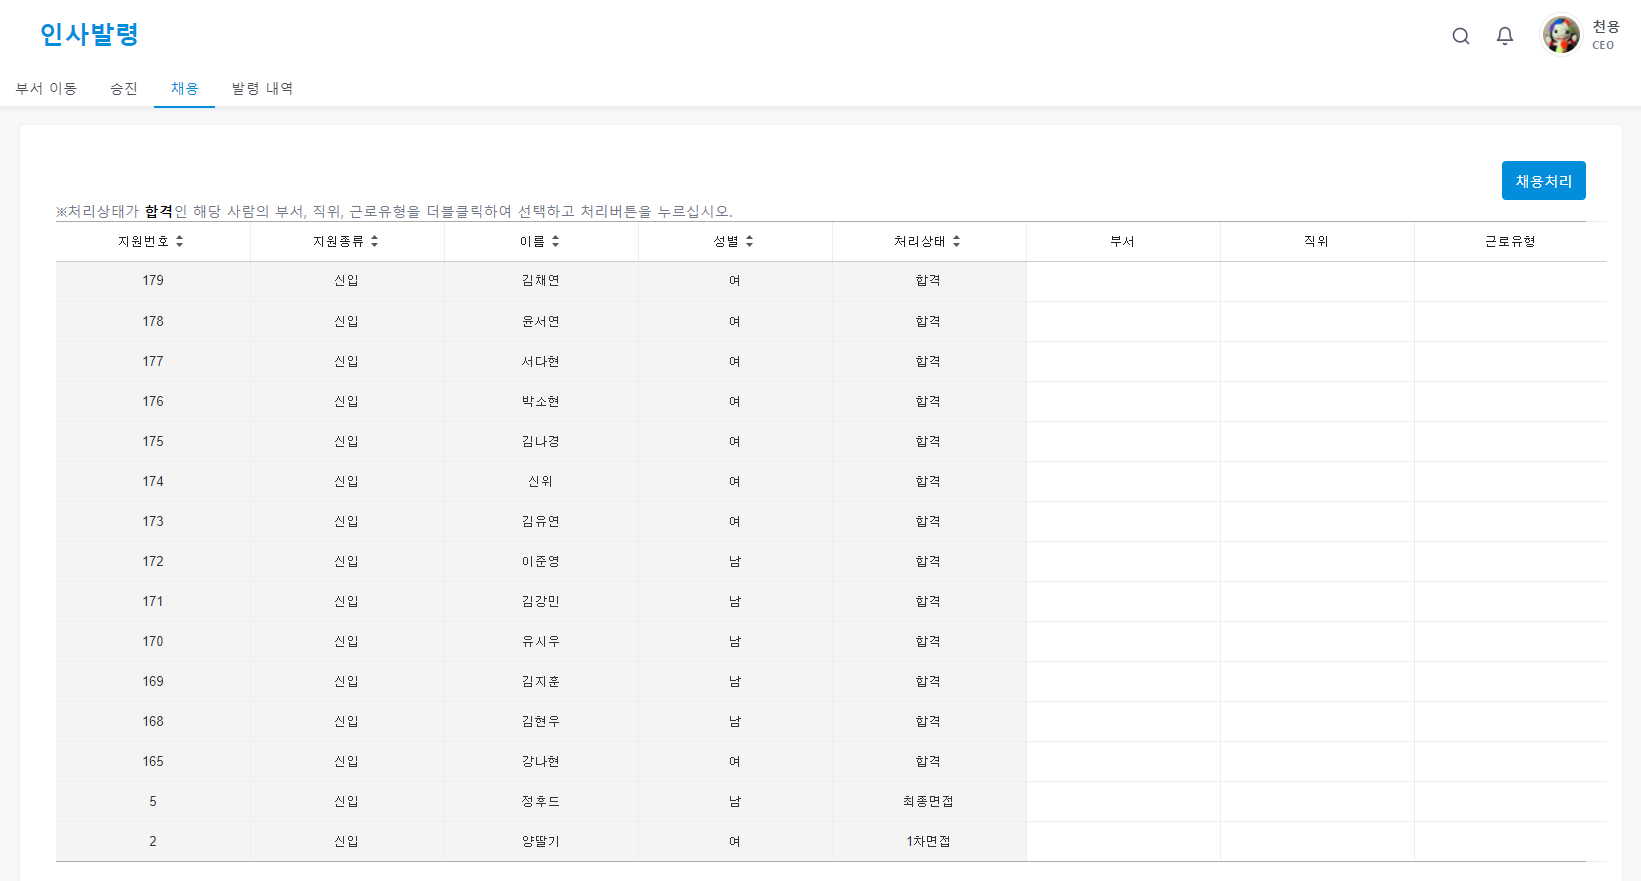 인사발령
천용
CEO
부서 이동 승진 채용 발령 내역
채용처리
※처리상태가 합격인 해당 사람의 부서, 직위, 근로유형을 더블클릭하여 선택하고 처리버튼을 누르십시오.
지원번호 지원종류 이름 성별 처리상태 부서 직위 근로유형
179 신입 김채연 여 합격
178 신입 윤서연 여 합격
177 신입 서다현 여 합격
176 신입 박소현 여 합격
175 신입 김나경 여 합격
174 신입 신위 여 합격
173 신입 김유연 여 합격
172 신입 이준영 남 합격
171 신입 김강민 남 합격
170 신입 유시우 남 합격
169 신입 김지훈 남 합격
168 신입 김현우 남 합격
165 신입 강나현 여 합격
5 신입 정후드 남 최종면접
2 신입 양딸기 여 1차면접